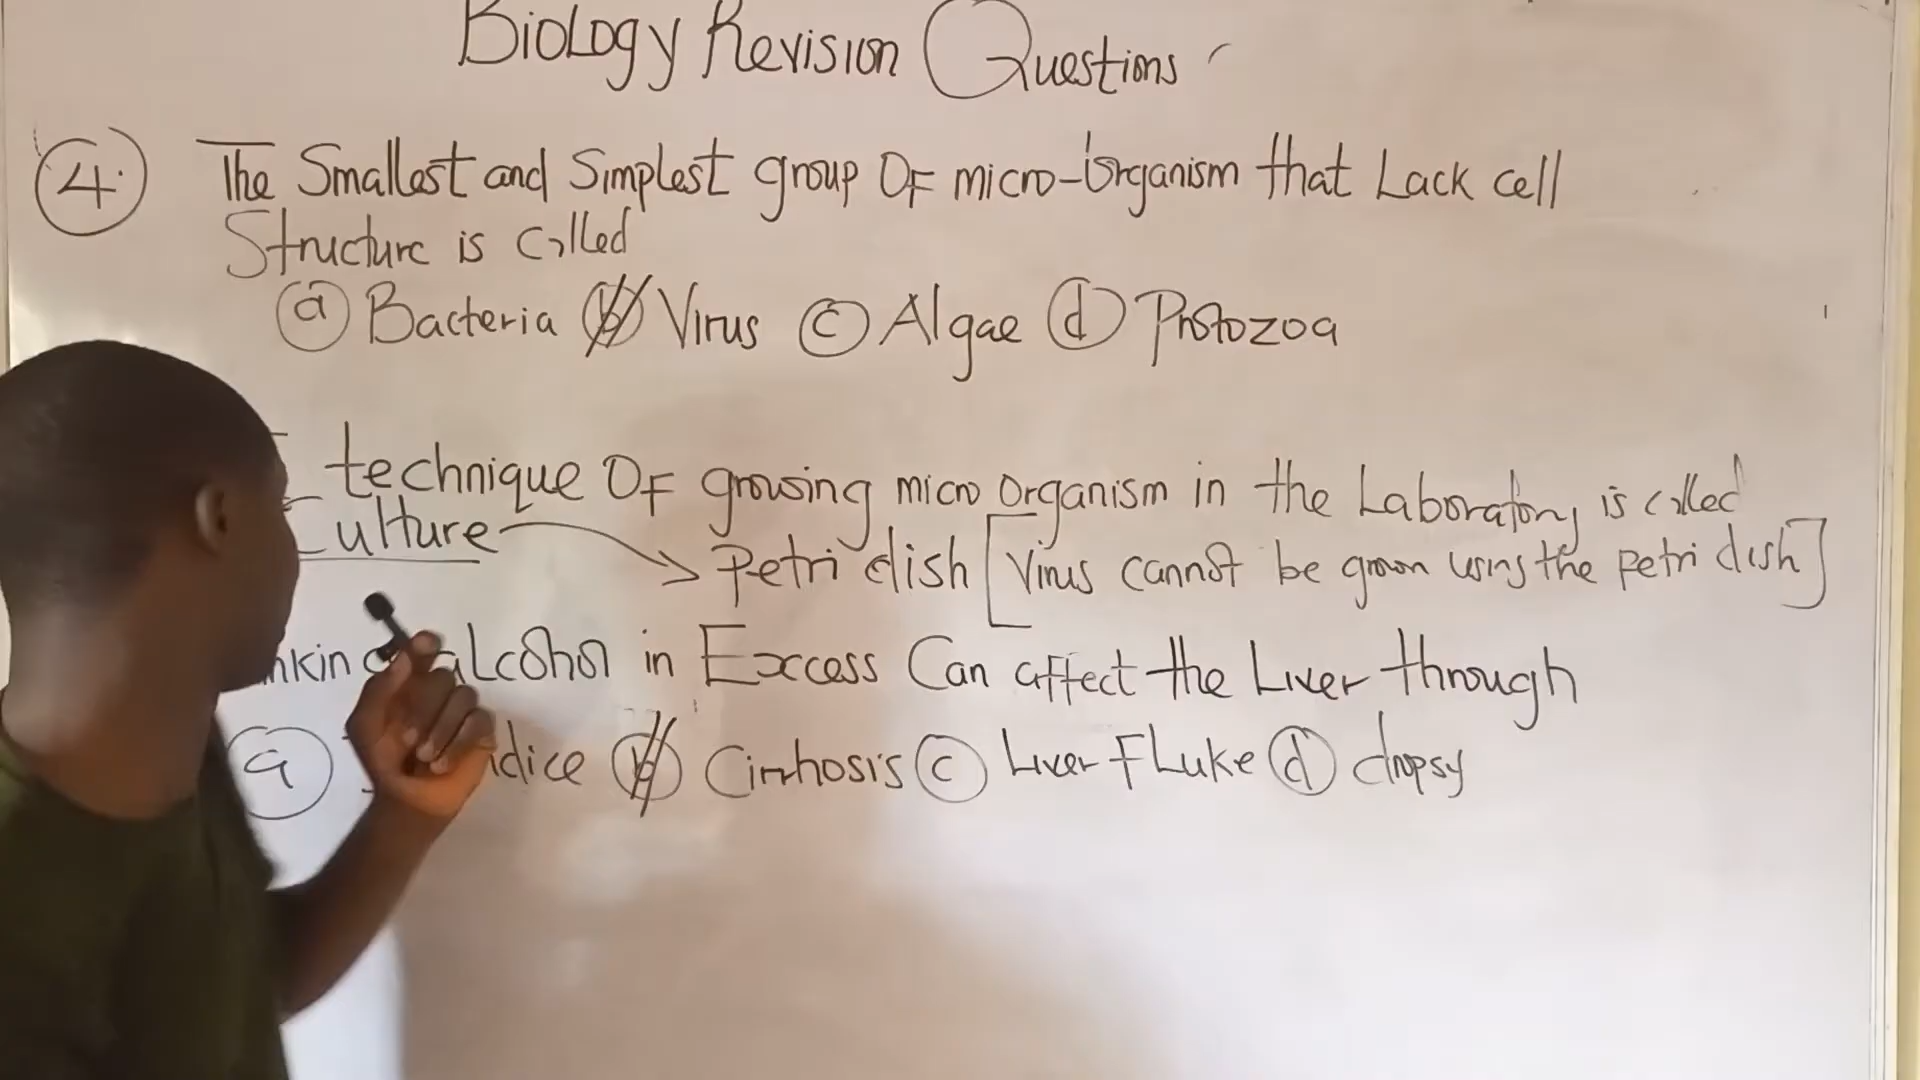 Biology Revision Questions
4. The Smallest and Simplest group of micro-organism that Lack cell
Structure is called
a Bacteria b Virus c Algae d Protozoa
technique of growing micro organism in the Laboratory is called
Culture → Petri dish [Virus cannot be grown using the petri dish]
alcohol in Excess Can affect the Liver through
a b Cirrhosis c Liver Fluke d dropsy